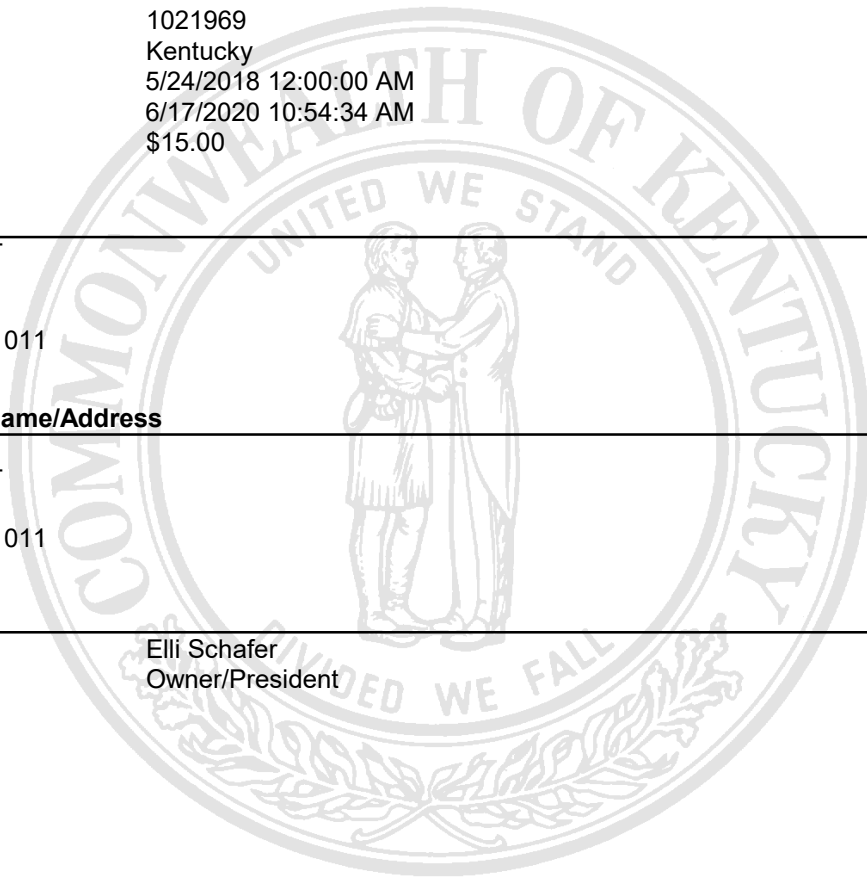 1021969
Kentucky
5/24/2018 12:00:00 AM
6/17/2020 10:54:34 AM
$15.00
COMMONWEALTH OF KENTUCKY
UNITED WE STAND
011
ame/Address
011
Elli Schafer
Owner/President
DIVIDED WE FALL